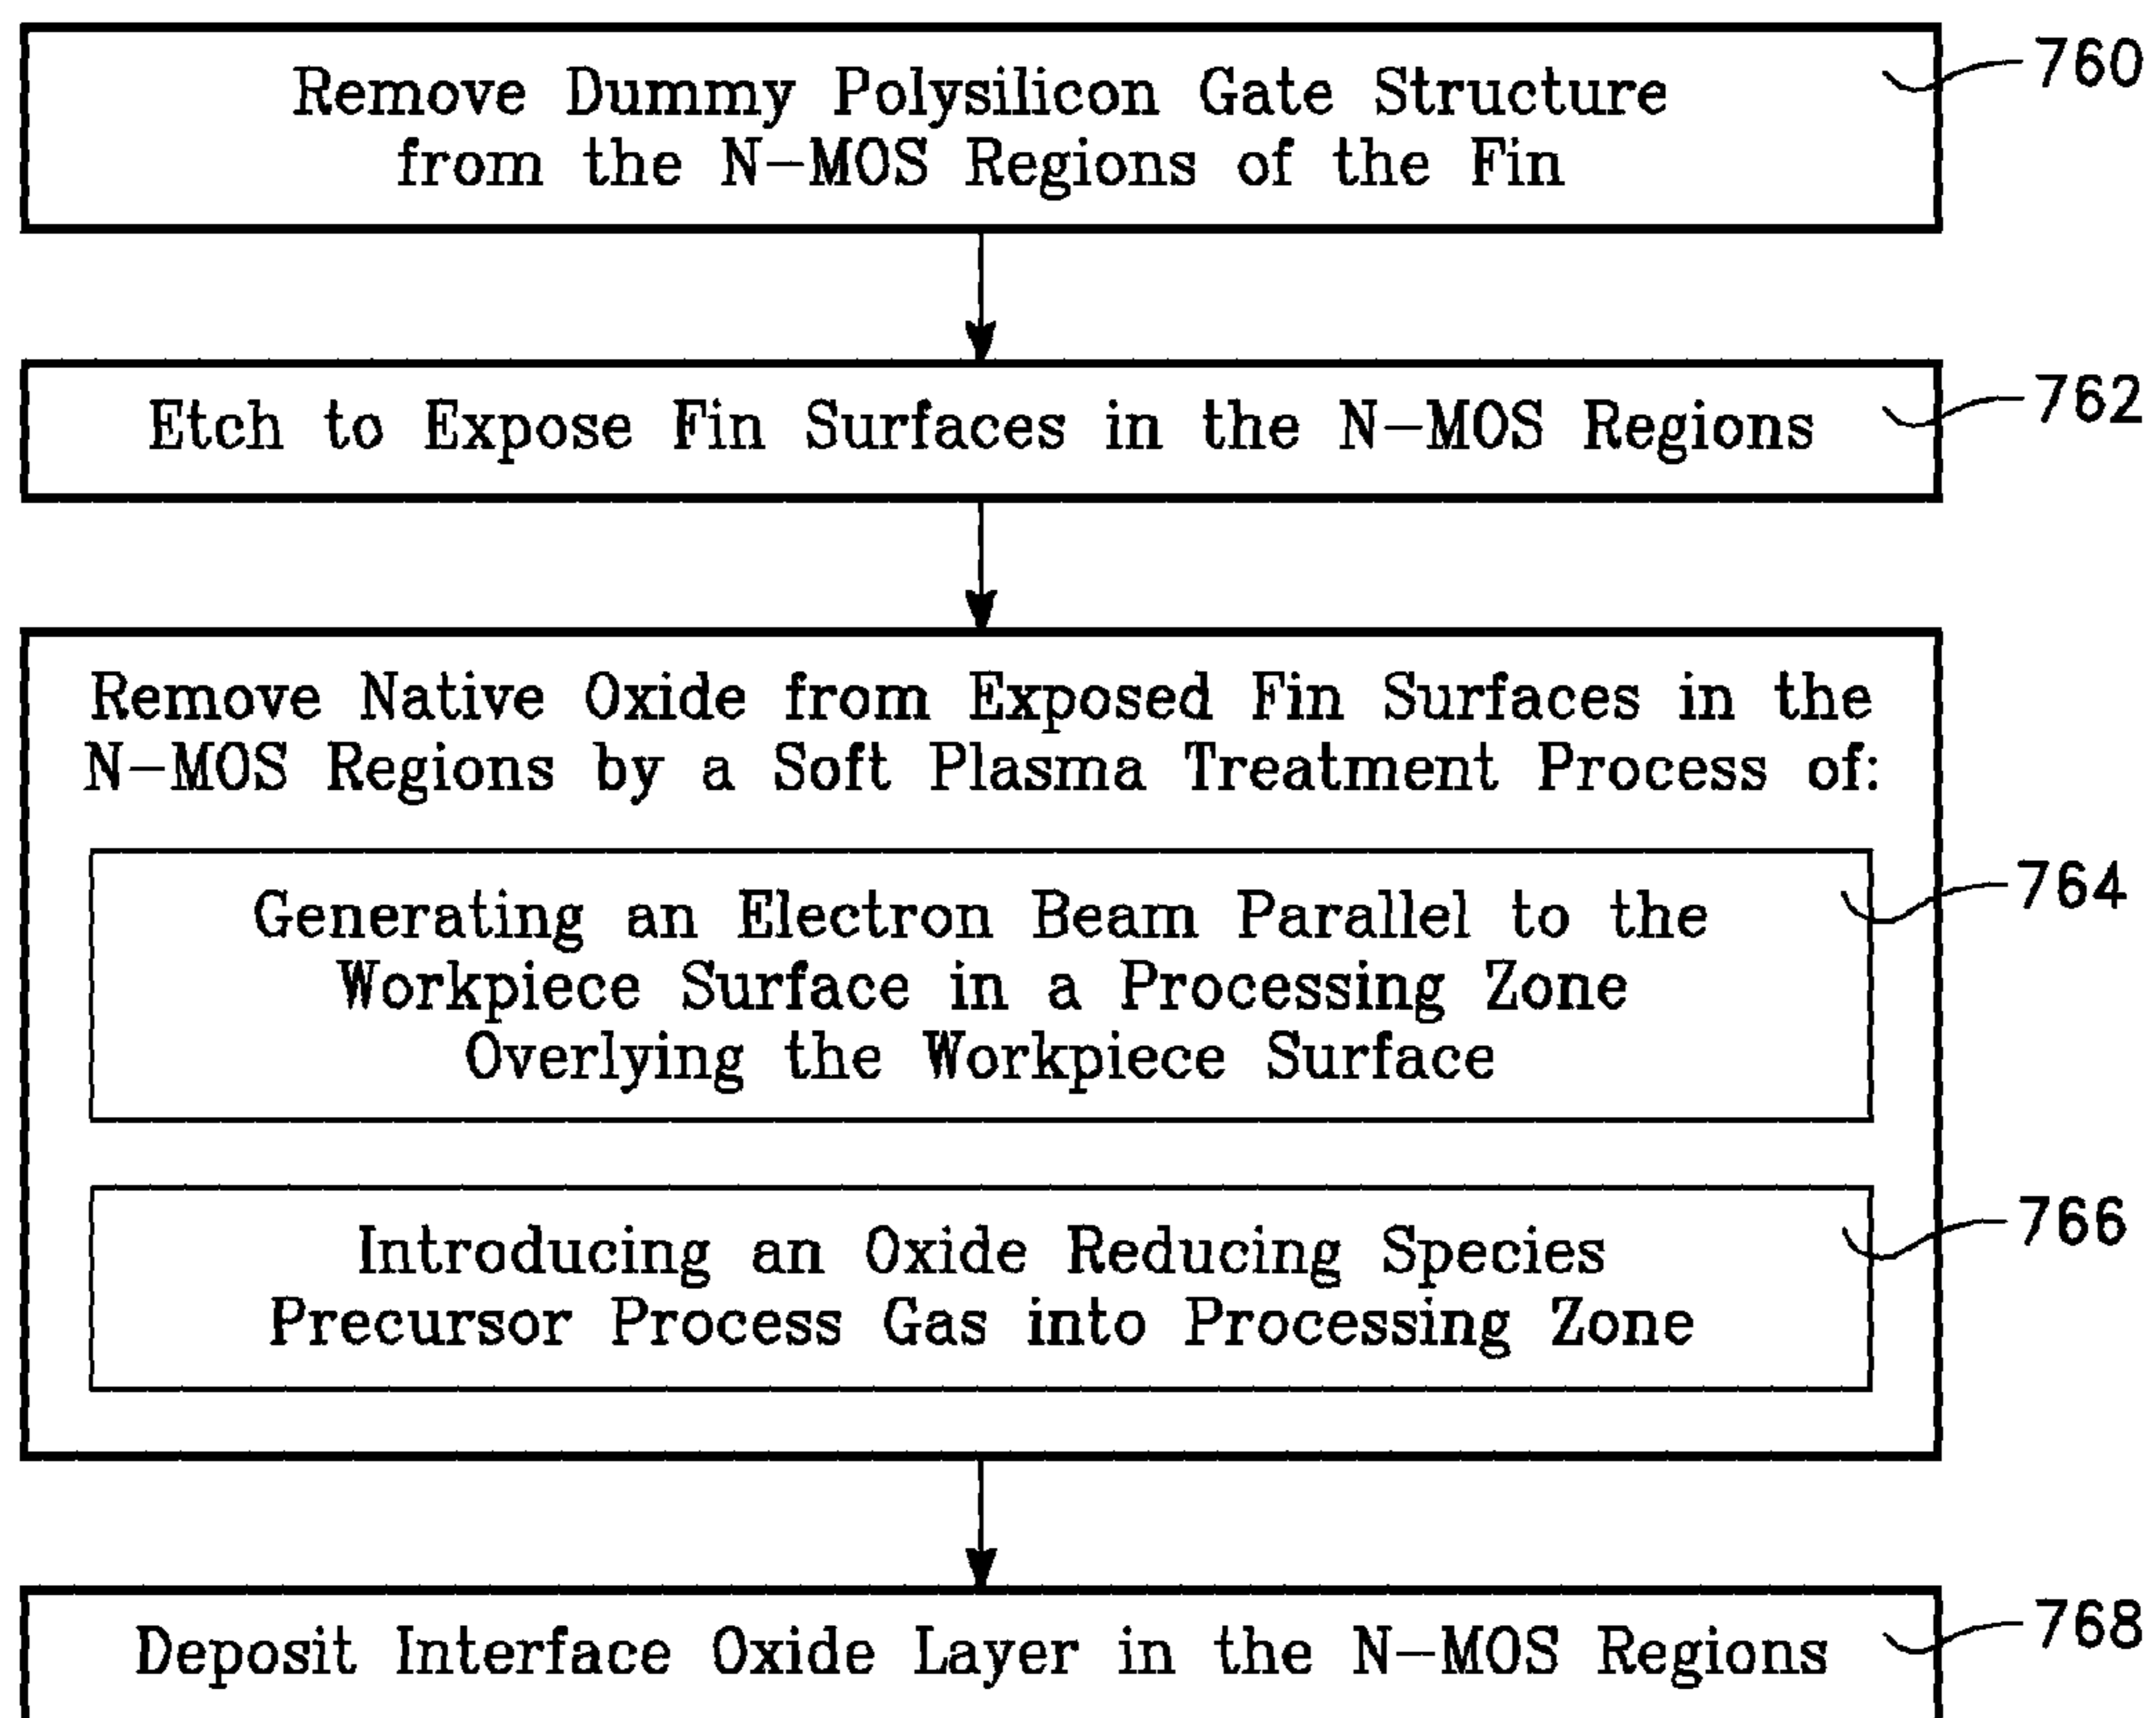 Remove Dummy Polysilicon Gate Structure
from the N-MOS Regions of the Fin
760
Etch to Expose Fin Surfaces in the N-MOS Regions
762
Remove Native Oxide from Exposed Fin Surfaces in the
N-MOS Regions by a Soft Plasma Treatment Process of:
Generating an Electron Beam Parallel to the
Workpiece Surface in a Processing Zone
Overlying the Workpiece Surface
764
Introducing an Oxide Reducing Species
Precursor Process Gas into Processing Zone
766
Deposit Interface Oxide Layer in the N-MOS Regions
768